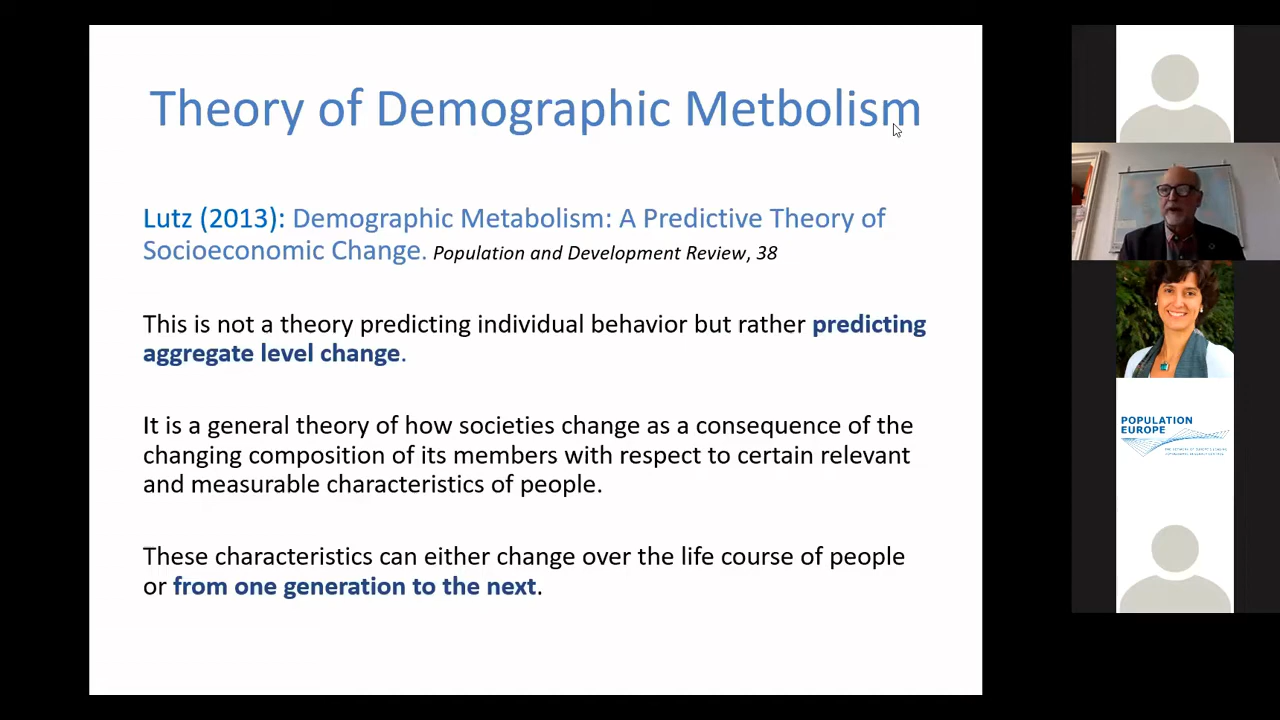 Theory of Demographic Metbolism
Lutz (2013): Demographic Metabolism: A Predictive Theory of
Socioeconomic Change. Population and Development Review, 38
This is not a theory predicting individual behavior but rather predicting
aggregate level change.
It is a general theory of how societies change as a consequence of the
changing composition of its members with respect to certain relevant
and measurable characteristics of people.
These characteristics can either change over the life course of people
or from one generation to the next.
POPULATION
EUROPE